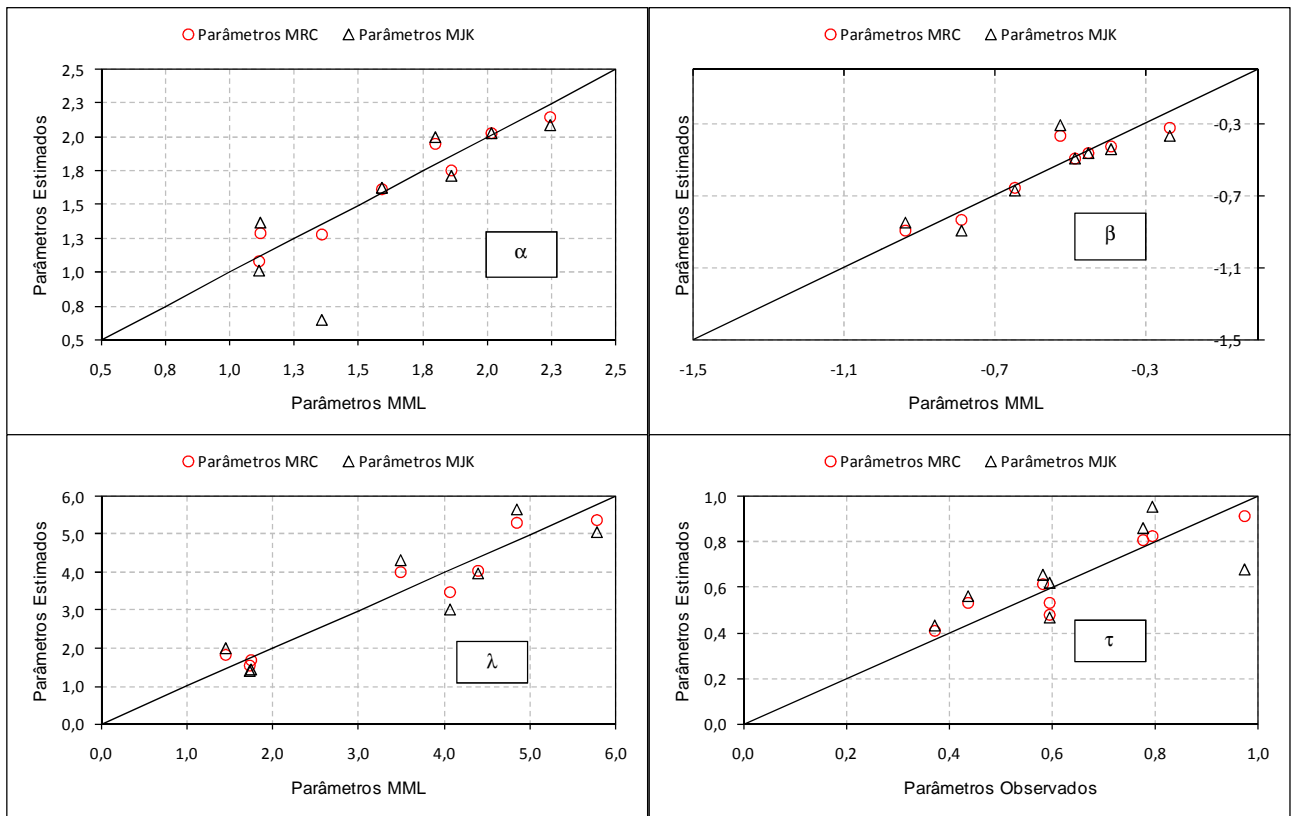 Parâmetros MRC Parâmetros MJK
2,5
2,3
2,0
1,8
1,5
1,3
1,0
0,8
0,5
Parâmetros Estimados
α
0,5 0,8 1,0 1,3 1,5 1,8 2,0 2,3 2,5
Parâmetros MML
Parâmetros MRC Parâmetros MJK
Parâmetros Estimados
-0,3
-0,7
-1,1
-1,5
β
-1,5 -1,1 -0,7 -0,3
Parâmetros MML
Parâmetros MRC Parâmetros MJK
6,0
5,0
4,0
3,0
2,0
1,0
0,0
Parâmetros Estimados
λ
0,0 1,0 2,0 3,0 4,0 5,0 6,0
Parâmetros MML
Parâmetros MRC Parâmetros MJK
1,0
0,8
0,6
0,4
0,2
0,0
Parâmetros Estimados
τ
0,0 0,2 0,4 0,6 0,8 1,0
Parâmetros Observados